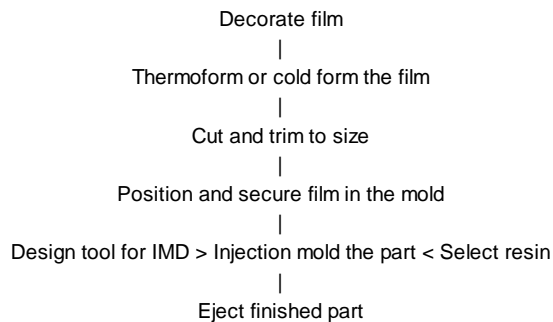 Decorate film
|
Thermoform or cold form the film
|
Cut and trim to size
|
Position and secure film in the mold
|
Design tool for IMD > Injection mold the part < Select resin
|
Eject finished part